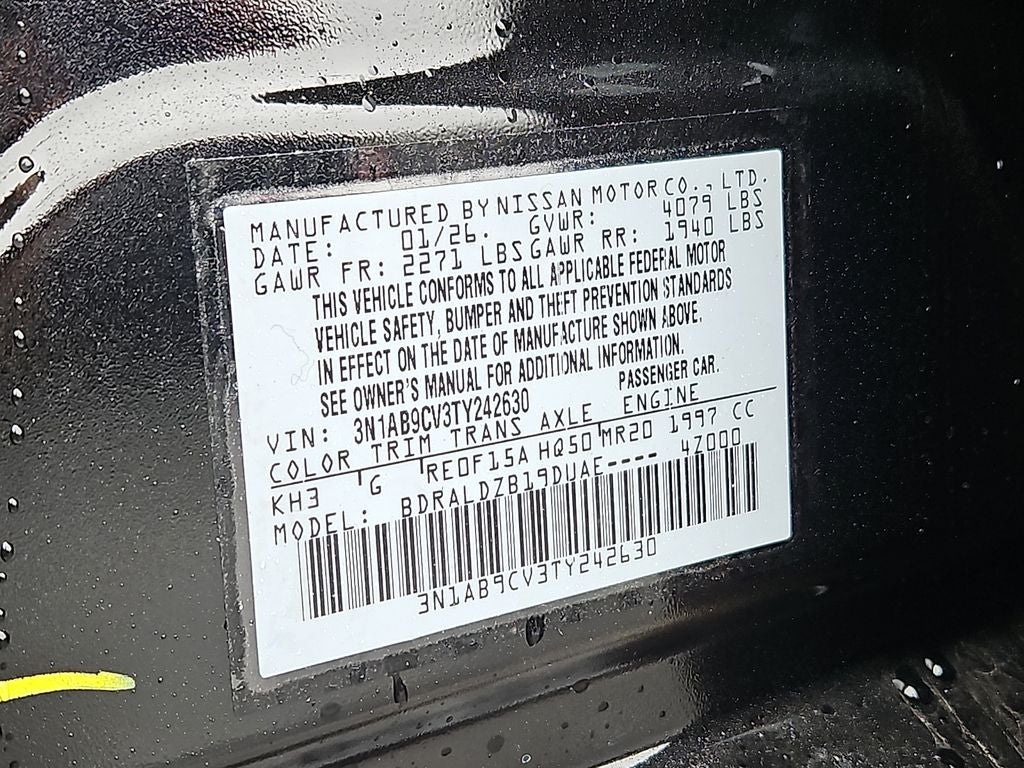 MANUFACTURED BY NISSAN MOTOR CO., LTD.
DATE: 01/26. GVWR: 4079 LBS
GAWR FR: 2271 LBS GAWR RR: 1940 LBS
THIS VEHICLE CONFORMS TO ALL APPLICABLE FEDERAL MOTOR
VEHICLE SAFETY, BUMPER AND THEFT PREVENTION STANDARDS
IN EFFECT ON THE DATE OF MANUFACTURE SHOWN ABOVE.
SEE OWNER'S MANUAL FOR ADDITIONAL INFORMATION.
VIN: 3N1AB9CV3TY242630 PASSENGER CAR.
COLOR TRIM TRANS AXLE ENGINE
KH3 G RE0F15A HQ50 MR20 1997 CC
MODEL: BDRALDZB19DUAE---- 4Z000
3N1AB9CV3TY242630